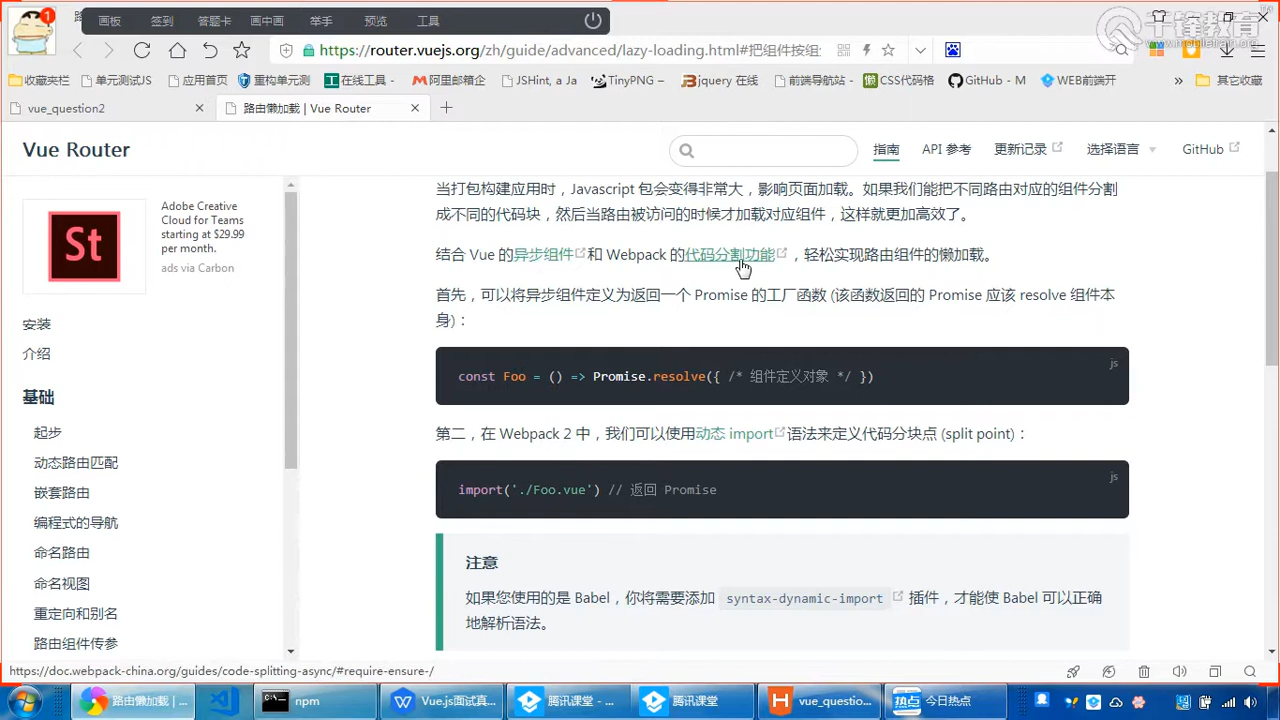 1
路
画板 签到 答题卡 画中画 举手 预览 工具
千锋教育
www.mobiletrain.org
https://router.vuejs.org/zh/guide/advanced/lazy-loading.html#把组件按组
收藏夹栏 单元测试JS 应用首页 重构单元测 在线工具 - 阿里邮箱企 JSHint, a Ja TinyPNG – jquery 在线 前端导航站 - CSS代码格 GitHub - M WEB前端开 » 其它收藏
vue_question2
路由懒加载 | Vue Router
Vue Router
指南 API 参考 更新记录 选择语言 GitHub
Adobe Creative
Cloud for Teams
starting at $29.99
per month.
ads via Carbon
St
安装
介绍
基础
起步
动态路由匹配
嵌套路由
编程式的导航
命名路由
命名视图
重定向和别名
路由组件传参
当打包构建应用时，Javascript 包会变得非常大，影响页面加载。如果我们能把不同路由对应的组件分割
成不同的代码块，然后当路由被访问的时候才加载对应组件，这样就更加高效了。
结合 Vue 的异步组件和 Webpack 的代码分割功能，轻松实现路由组件的懒加载。
首先，可以将异步组件定义为返回一个 Promise 的工厂函数 (该函数返回的 Promise 应该 resolve 组件本
身)：
js
const Foo = () => Promise.resolve({ /* 组件定义对象 */ })
第二，在 Webpack 2 中，我们可以使用动态 import语法来定义代码分块点 (split point)：
js
import('./Foo.vue') // 返回 Promise
注意
如果您使用的是 Babel，你将需要添加 syntax-dynamic-import 插件，才能使 Babel 可以正确
地解析语法。
https://doc.webpack-china.org/guides/code-splitting-async/#require-ensure-/
路由懒加载 | ... npm Vue.js面试真... 腾讯课堂 - ... 腾讯课堂 vue_questio... 热点 今日热点